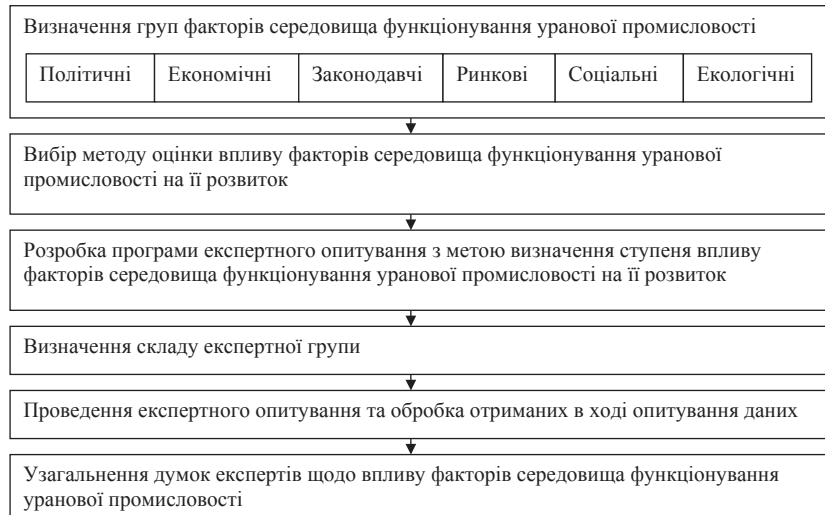 Визначення груп факторів середовища функціонування уранової промисловості
Політичні Економічні Законодавчі Ринкові Соціальні Екологічні
Вибір методу оцінки впливу факторів середовища функціонування уранової
промисловості на її розвиток
Розробка програми експертного опитування з метою визначення ступеня впливу
факторів середовища функціонування уранової промисловості на її розвиток
Визначення складу експертної групи
Проведення експертного опитування та обробка отриманих в ході опитування даних
Узагальнення думок експертів щодо впливу факторів середовища функціонування
уранової промисловості